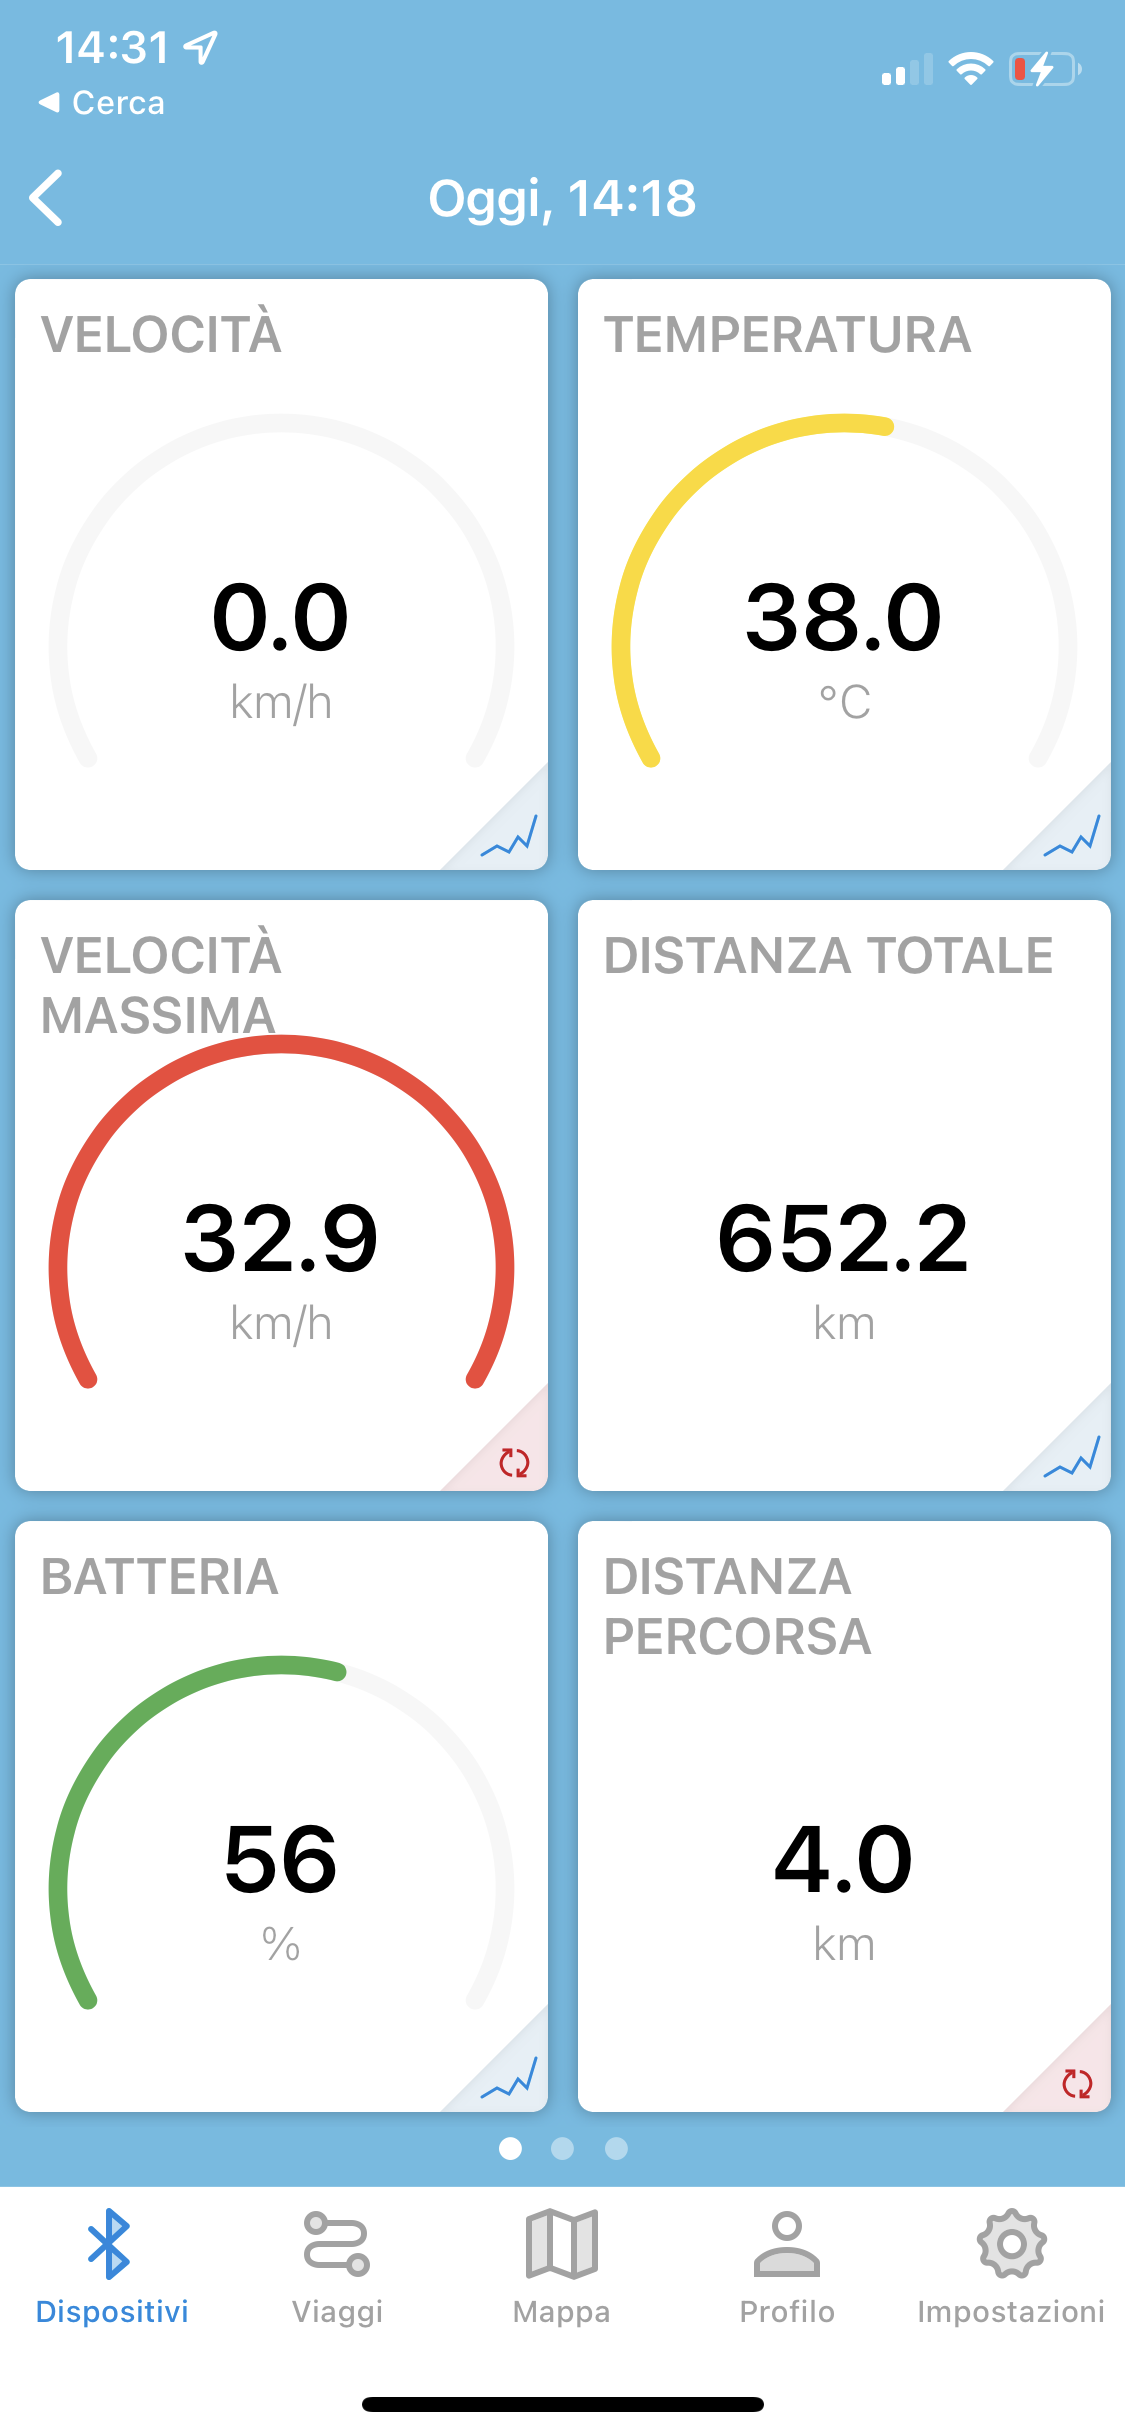 14:31
Cerca
Oggi, 14:18
VELOCITÀ
0.0
km/h
TEMPERATURA
38.0
°C
VELOCITÀ
MASSIMA
32.9
km/h
DISTANZA TOTALE
652.2
km
BATTERIA
56
%
DISTANZA
PERCORSA
4.0
km
Dispositivi
Viaggi
Mappa
Profilo
Impostazioni